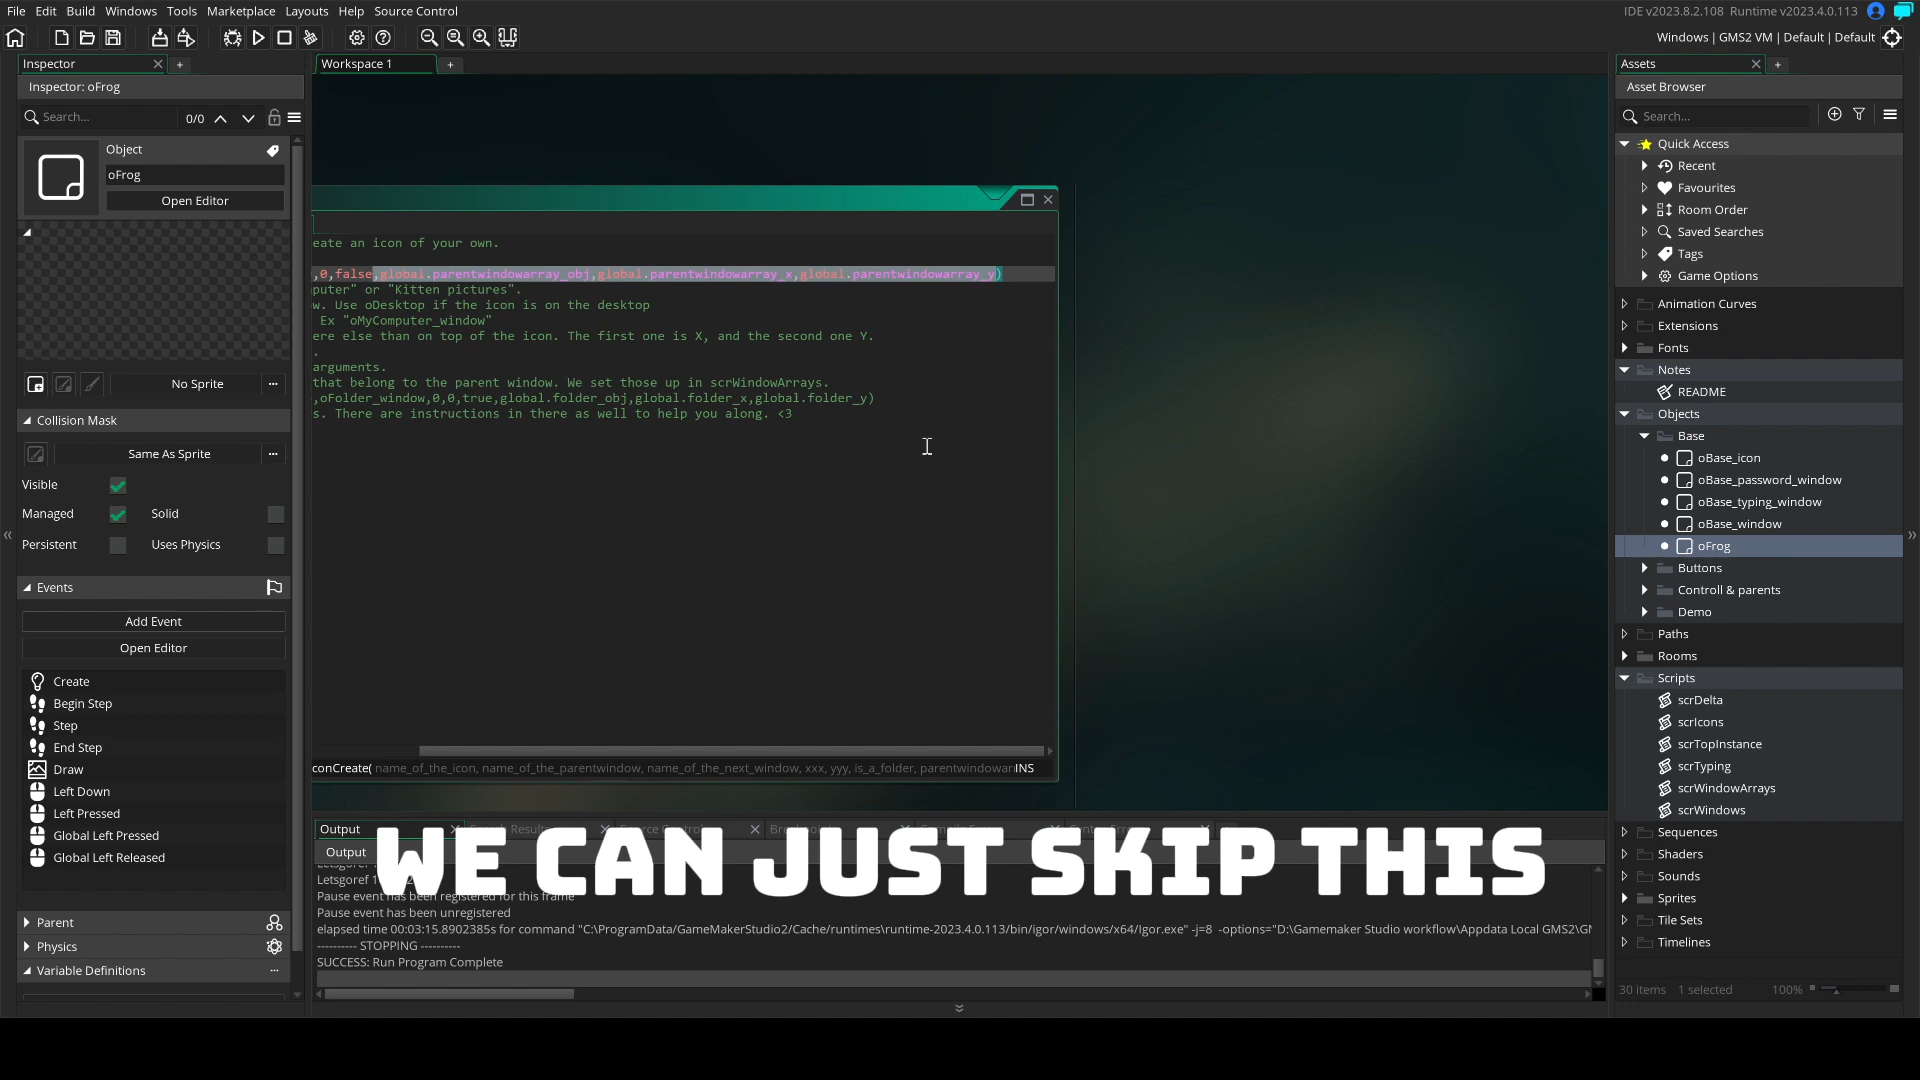 File Edit Build Windows Tools Marketplace Layouts Help Source Control
IDE v2023.8.2.108 Runtime v2023.4.0.113
Windows | GMS2 VM | Default | Default
Inspector
Inspector: oFrog
Search...
0/0
Object
oFrog
Open Editor
No Sprite
Collision Mask
Same As Sprite
Visible
Managed
Solid
Persistent
Uses Physics
Events
Add Event
Open Editor
Create
Begin Step
Step
End Step
Draw
Left Down
Left Pressed
Global Left Pressed
Global Left Released
Parent
Physics
Variable Definitions
Workspace 1
eate an icon of your own.
,0,false,global.parentwindowarray_obj,global.parentwindowarray_x,global.parentwindowarray_y)
puter" or "Kitten pictures".
w. Use oDesktop if the icon is on the desktop
Ex "oMyComputer_window"
ere else than on top of the icon. The first one is X, and the second one Y.
.
arguments.
that belong to the parent window. We set those up in scrWindowArrays.
,oFolder_window,0,0,true,global.folder_obj,global.folder_x,global.folder_y)
s. There are instructions in there as well to help you along. <3
conCreate( name_of_the_icon, name_of_the_parentwindow, name_of_the_next_window, xxx, yyy, is_a_folder, parentwindowar
INS
Output
WE CAN JUST SKIP THIS
Output
Letsgoref 1
Pause event has been registered for this frame
Pause event has been unregistered
elapsed time 00:03:15.8902385s for command "C:\ProgramData/GameMakerStudio2/Cache/runtimes\runtime-2023.4.0.113/bin/igor/windows/x64/Igor.exe" -j=8 -options="D:\Gamemaker Studio workflow\Appdata Local GMS2\GM
---------- STOPPING ----------
SUCCESS: Run Program Complete
Assets
Asset Browser
Search...
Quick Access
Recent
Favourites
Room Order
Saved Searches
Tags
Game Options
Animation Curves
Extensions
Fonts
Notes
README
Objects
Base
oBase_icon
oBase_password_window
oBase_typing_window
oBase_window
oFrog
Buttons
Controll & parents
Demo
Paths
Rooms
Scripts
scrDelta
scrIcons
scrTopInstance
scrTyping
scrWindowArrays
scrWindows
Sequences
Shaders
Sounds
Sprites
Tile Sets
Timelines
30 items 1 selected 100%